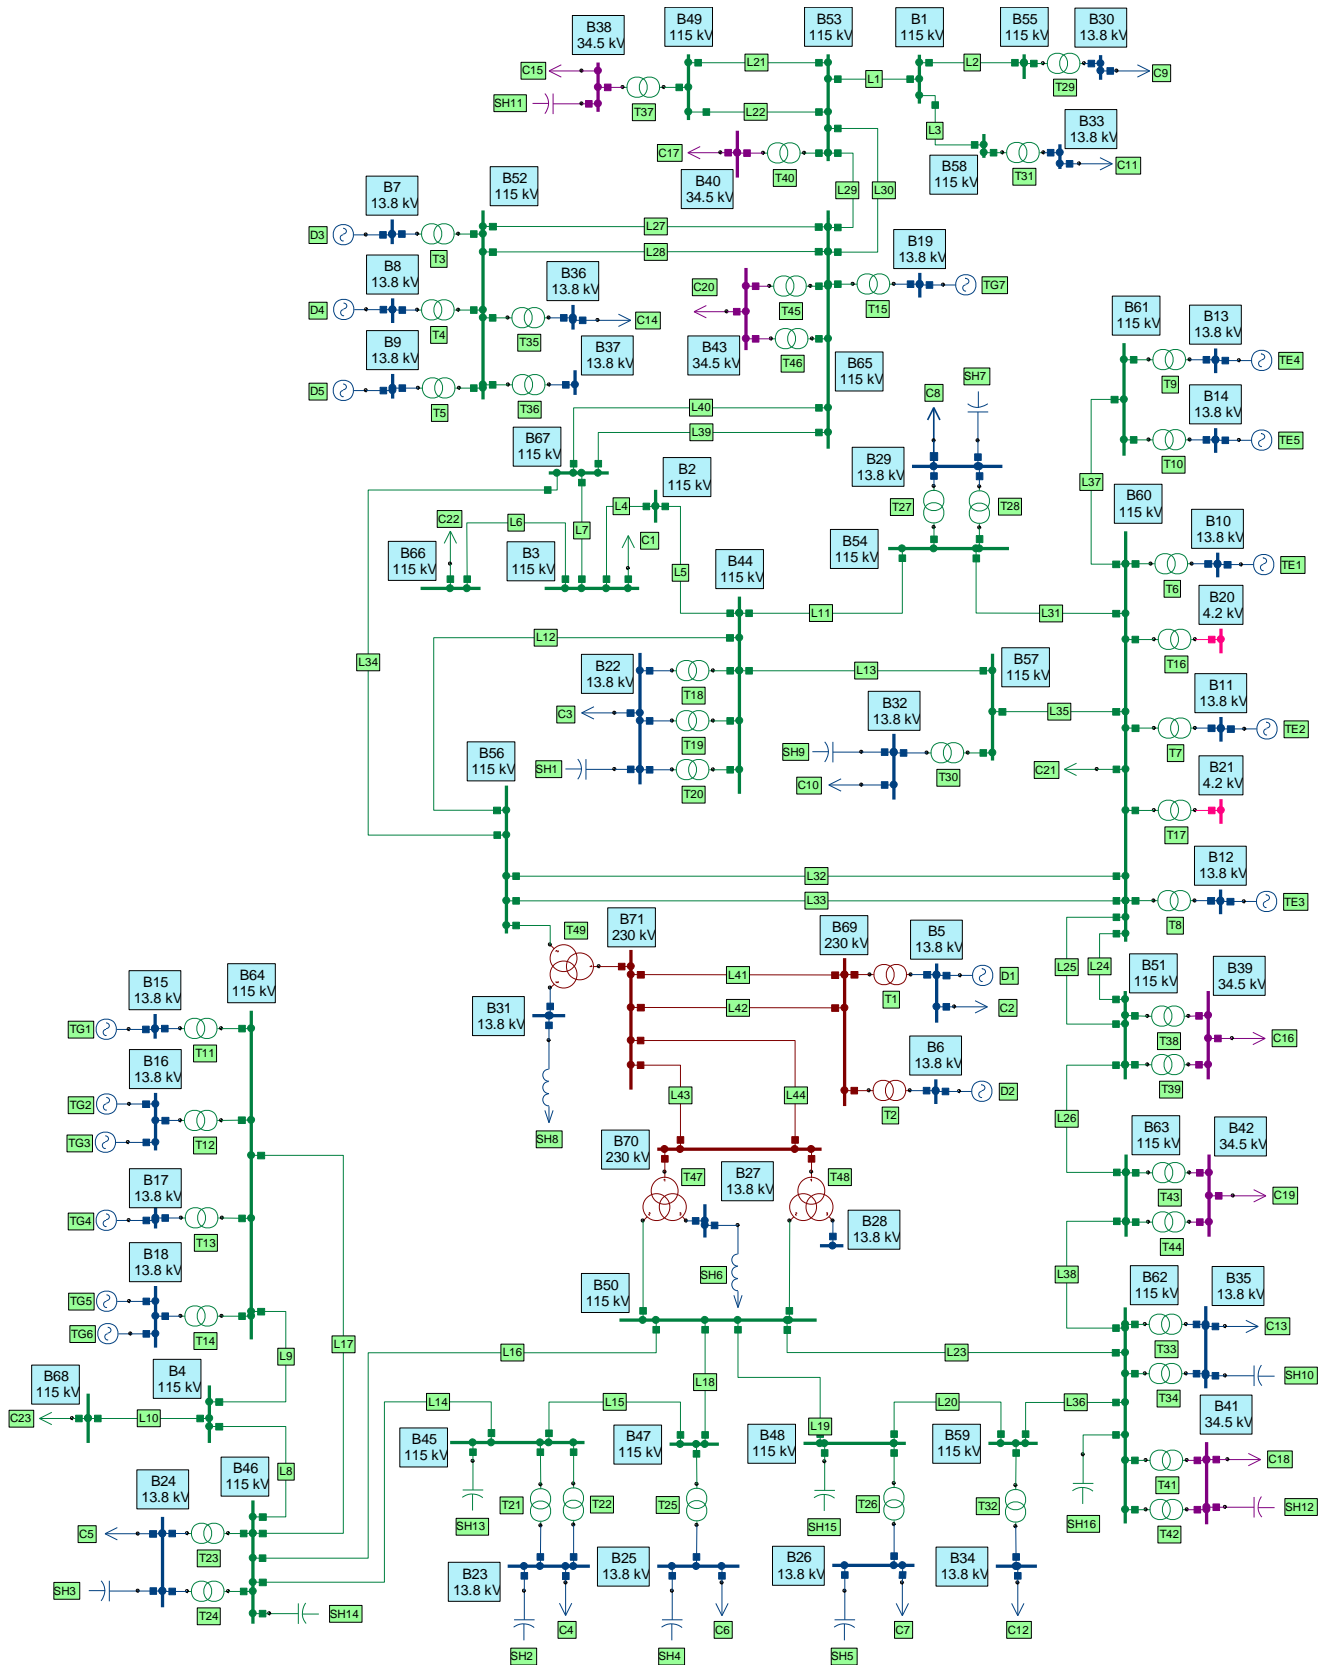 B38
34.5 kV
B49
115 kV
B53
115 kV
B1
115 kV
B55
115 kV
B30
13.8 kV
C15
L21
L1
L2
T29
C9
SH11
T37
L22
L3
B33
13.8 kV
C17
T40
B40
34.5 kV
B58
115 kV
T31
C11
B7
13.8 kV
B52
115 kV
L29
L30
D3
T3
L27
L28
B19
13.8 kV
B8
13.8 kV
B36
13.8 kV
C20
T45
T15
TG7
D4
T4
T35
C14
B61
115 kV
B13
13.8 kV
B9
13.8 kV
B37
13.8 kV
B43
34.5 kV
T46
B65
115 kV
T9
TE4
D5
T5
T36
C8
SH7
B14
13.8 kV
L40
L39
B67
115 kV
T10
TE5
B29
13.8 kV
B2
115 kV
L37
B60
115 kV
C22
L6
L7
L4
C1
T27
T28
B10
13.8 kV
B66
115 kV
B3
115 kV
B44
115 kV
B54
115 kV
L5
T6
TE1
B20
4.2 kV
L11
L31
L12
T16
L34
B22
13.8 kV
T18
L13
B57
115 kV
B11
13.8 kV
C3
T19
B32
13.8 kV
L35
T7
TE2
B56
115 kV
SH1
T20
SH9
T30
C10
C21
B21
4.2 kV
T17
B12
13.8 kV
L32
L33
T8
TE3
T49
B71
230 kV
B69
230 kV
B5
13.8 kV
L25
L24
B51
115 kV
B39
34.5 kV
B15
13.8 kV
B64
115 kV
L41
T1
D1
B31
13.8 kV
L42
C2
TG1
T11
T38
C16
B16
13.8 kV
B6
13.8 kV
T39
TG2
L43
L44
T2
D2
TG3
T12
SH8
L26
B63
115 kV
B42
34.5 kV
B70
230 kV
T47
B27
13.8 kV
T48
B17
13.8 kV
T43
C19
TG4
T13
B28
13.8 kV
T44
B18
13.8 kV
SH6
L38
B50
115 kV
B62
115 kV
B35
13.8 kV
TG5
TG6
T14
C13
T33
L9
L17
L16
L18
L23
B68
115 kV
B4
115 kV
T34
SH10
L14
L15
L20
L36
B41
34.5 kV
C23
L10
L19
B45
115 kV
B47
115 kV
B48
115 kV
B59
115 kV
B24
13.8 kV
B46
115 kV
L8
T41
C18
T21
T22
T25
T26
T32
C5
T23
SH13
SH15
SH16
T42
SH12
B23
13.8 kV
B25
13.8 kV
B26
13.8 kV
B34
13.8 kV
SH3
T24
SH14
SH2
C4
SH4
C6
SH5
C7
C12